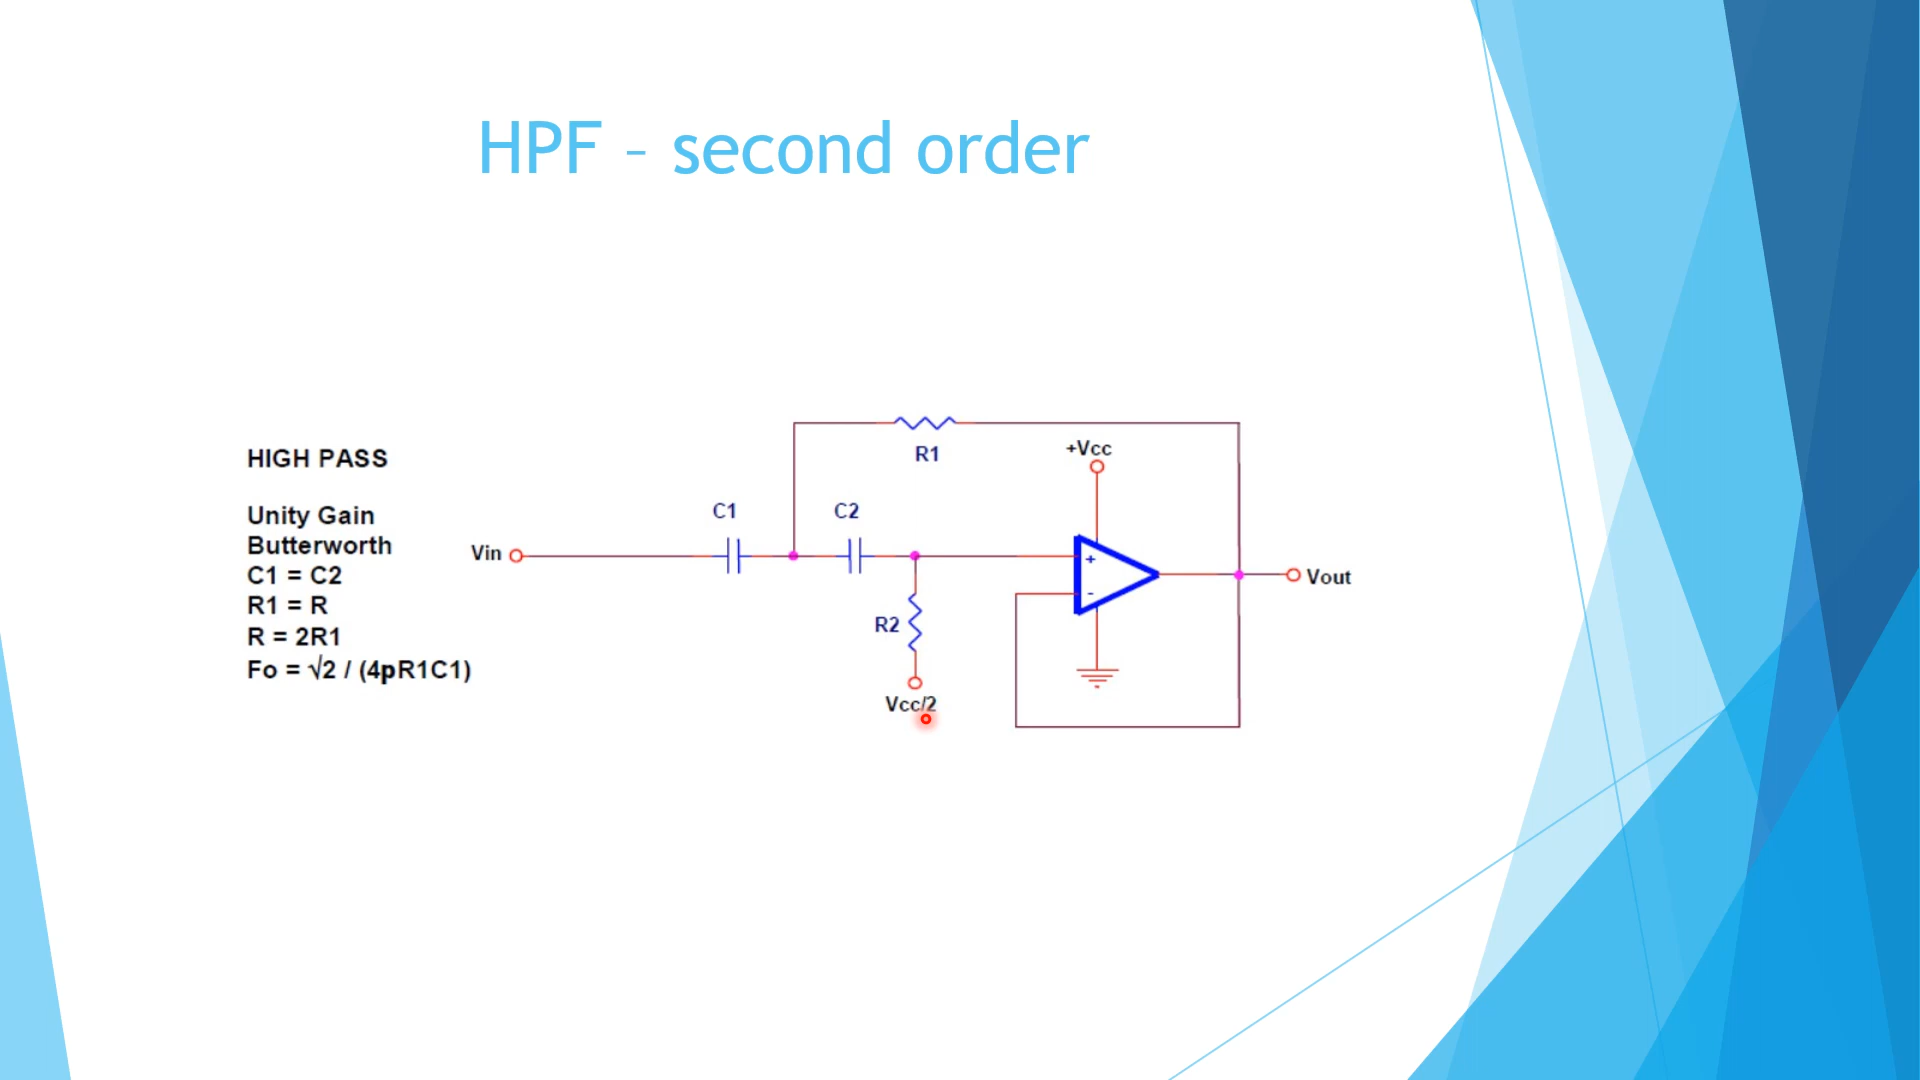 HPF – second order
HIGH PASS
Unity Gain
Butterworth
C1 = C2
R1 = R
R = 2R1
Fo = √2 / (4pR1C1)
R1
+Vcc
C1
C2
Vin
+
-
Vout
R2
Vcc/2